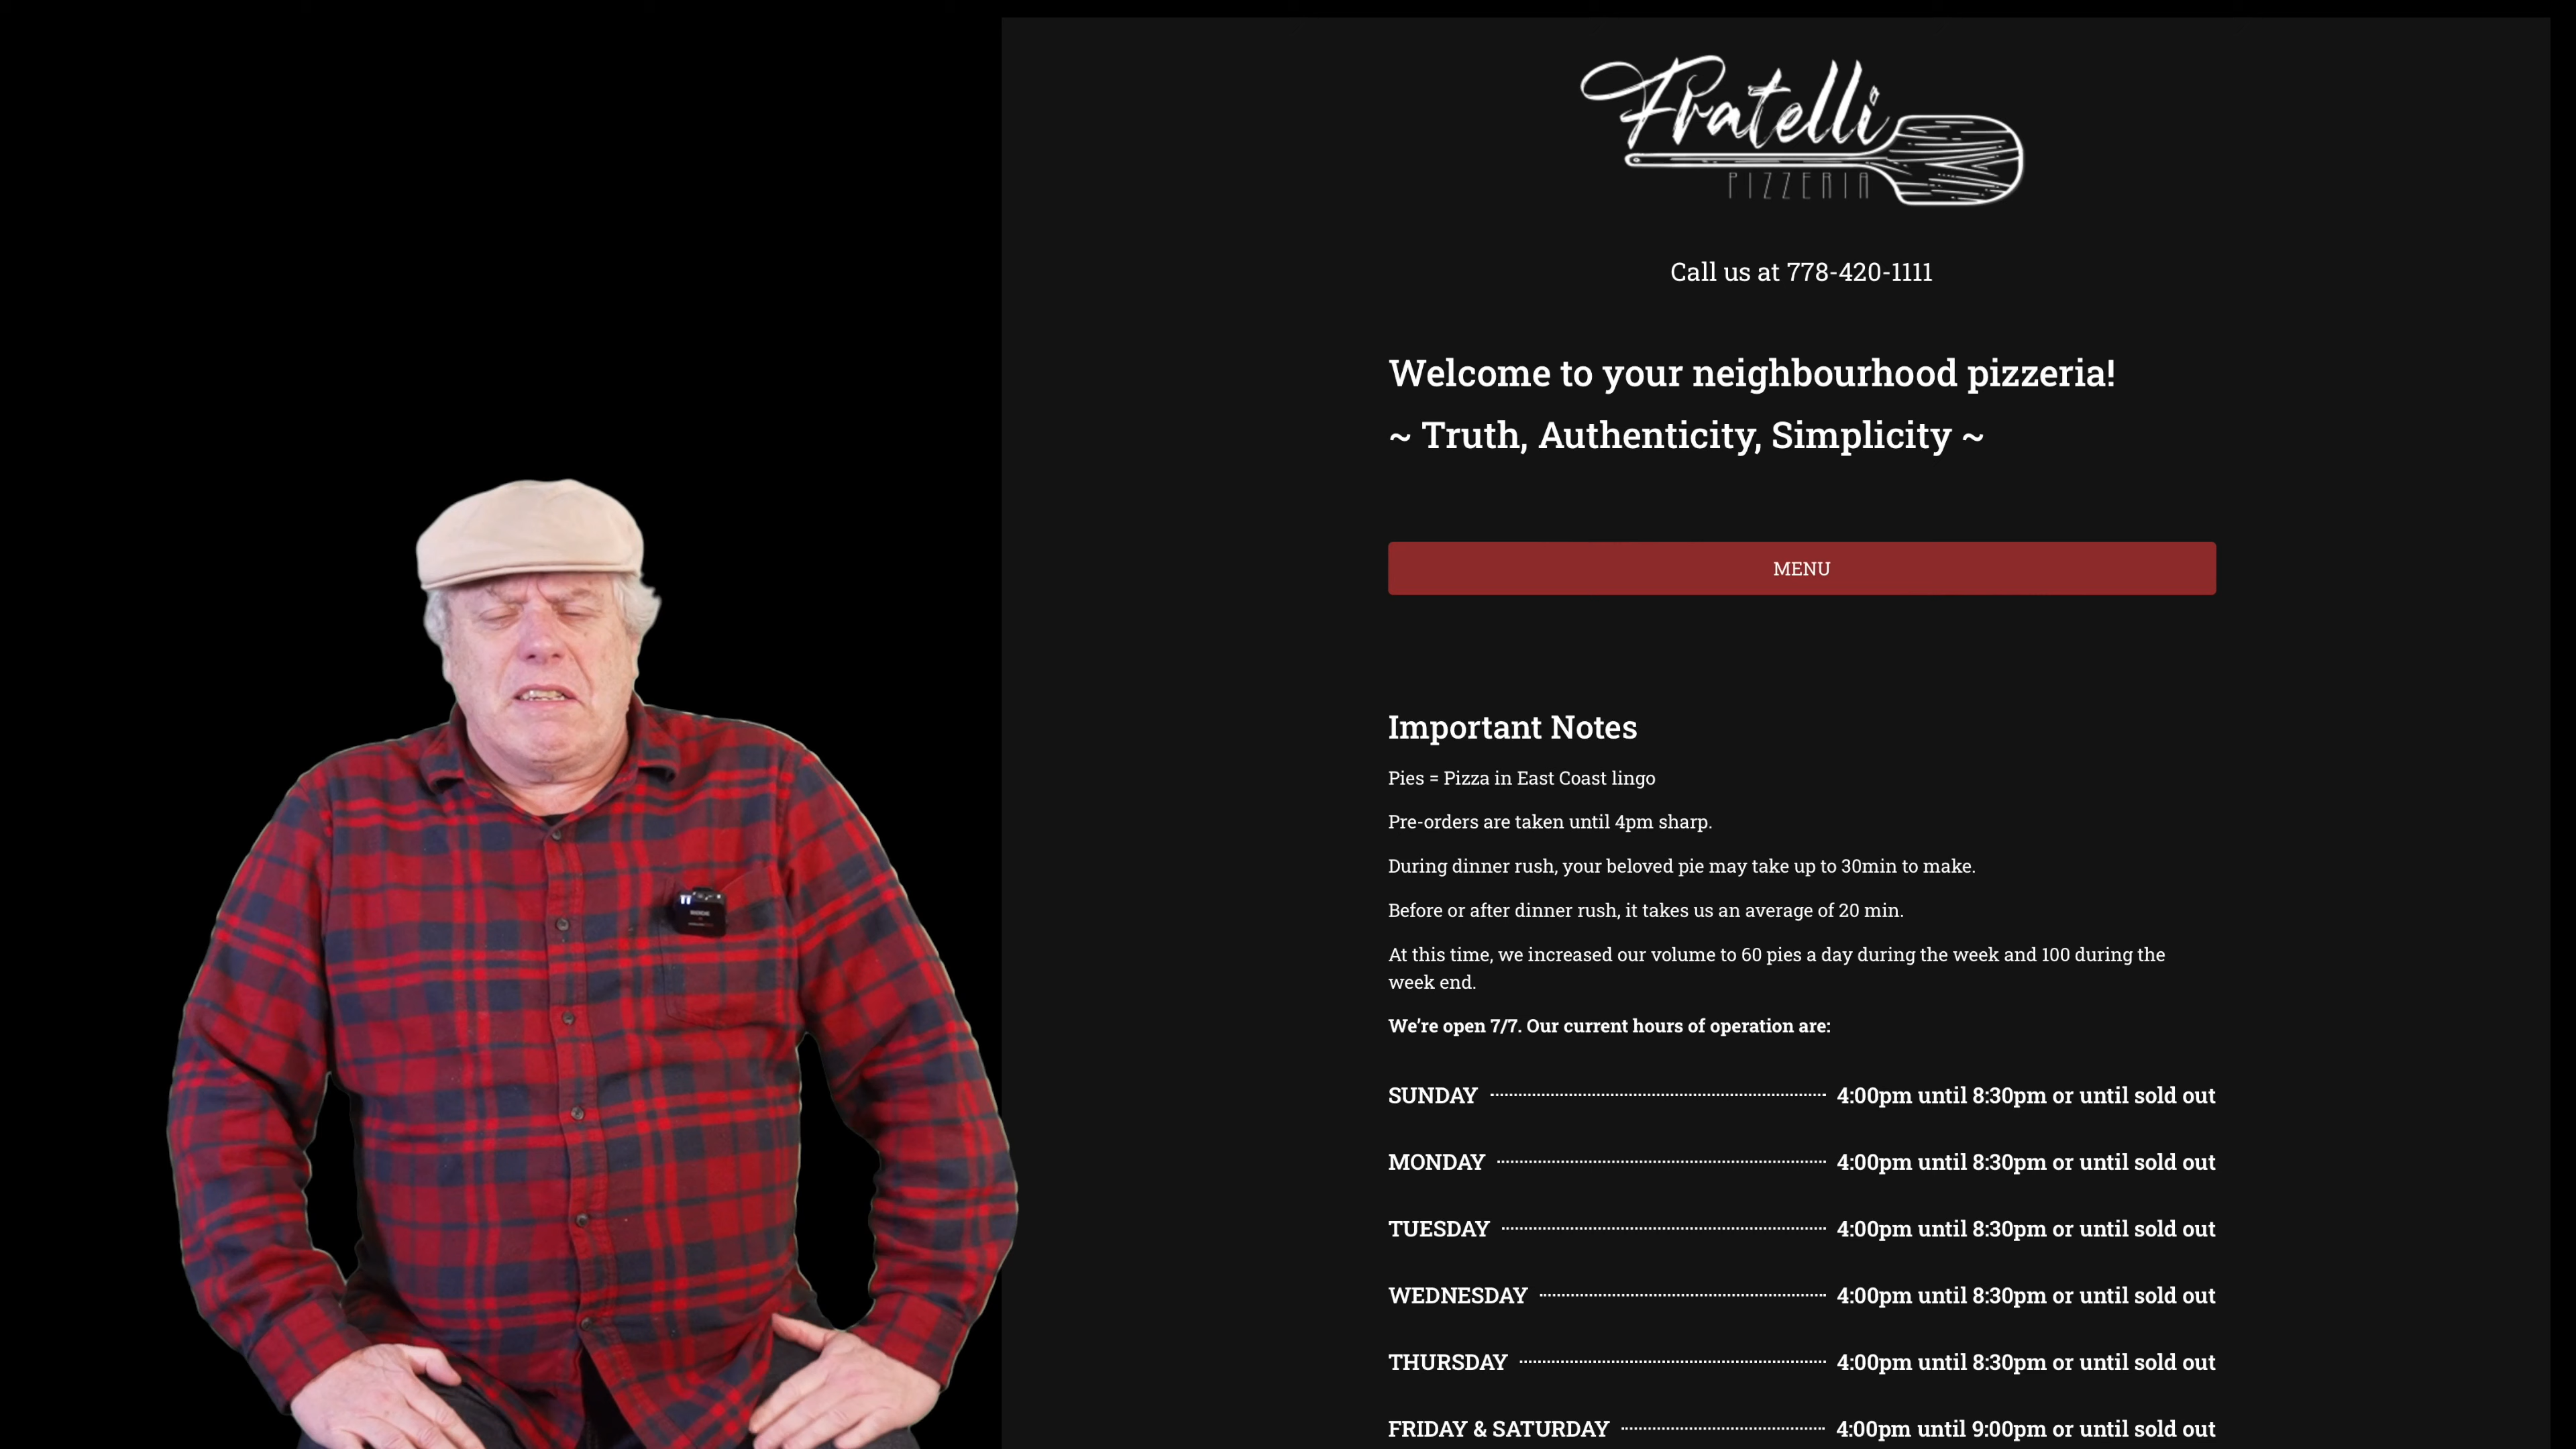 Fratelli
PIZZERIA
Call us at 778-420-1111
Welcome to your neighbourhood pizzeria!
~ Truth, Authenticity, Simplicity ~
MENU
Important Notes
Pies = Pizza in East Coast lingo
Pre-orders are taken until 4pm sharp.
During dinner rush, your beloved pie may take up to 30min to make.
Before or after dinner rush, it takes us an average of 20 min.
At this time, we increased our volume to 60 pies a day during the week and 100 during the
week end.
We're open 7/7. Our current hours of operation are:
SUNDAY 4:00pm until 8:30pm or until sold out
MONDAY 4:00pm until 8:30pm or until sold out
TUESDAY 4:00pm until 8:30pm or until sold out
WEDNESDAY 4:00pm until 8:30pm or until sold out
THURSDAY 4:00pm until 8:30pm or until sold out
FRIDAY & SATURDAY 4:00pm until 9:00pm or until sold out